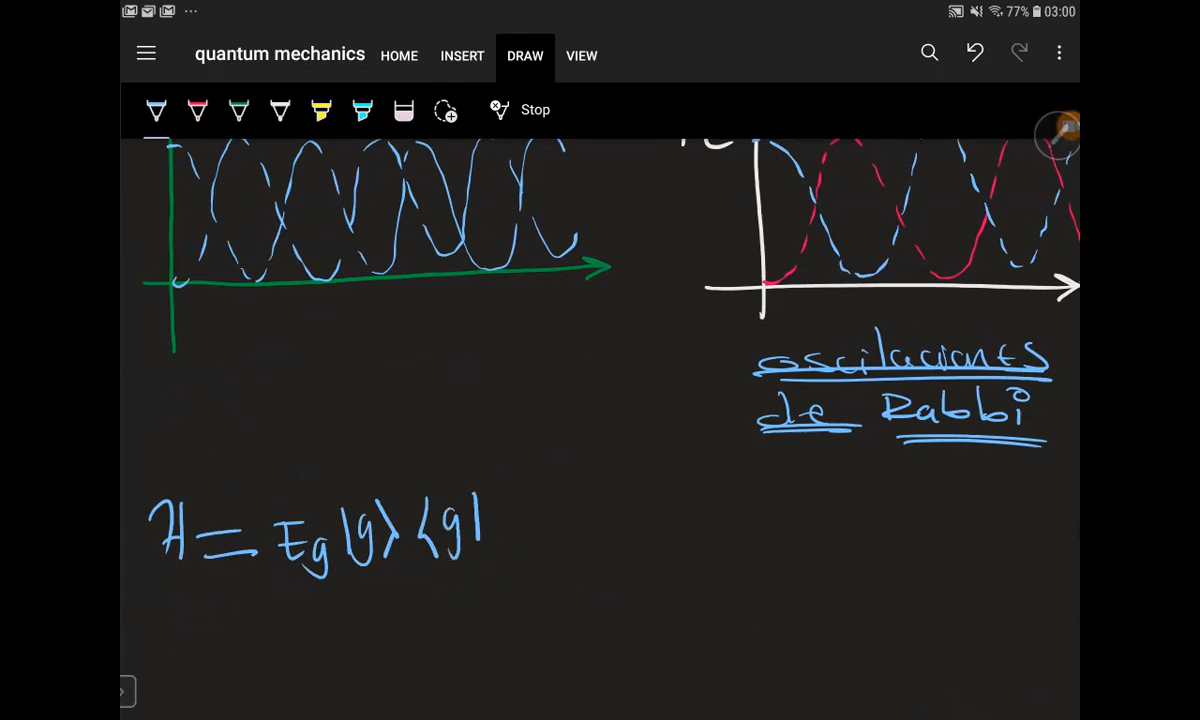 77% 03:00
quantum mechanics HOME INSERT DRAW VIEW
Stop
oscilaciones
de Rabbi
H = Eg |g⟩⟨g|